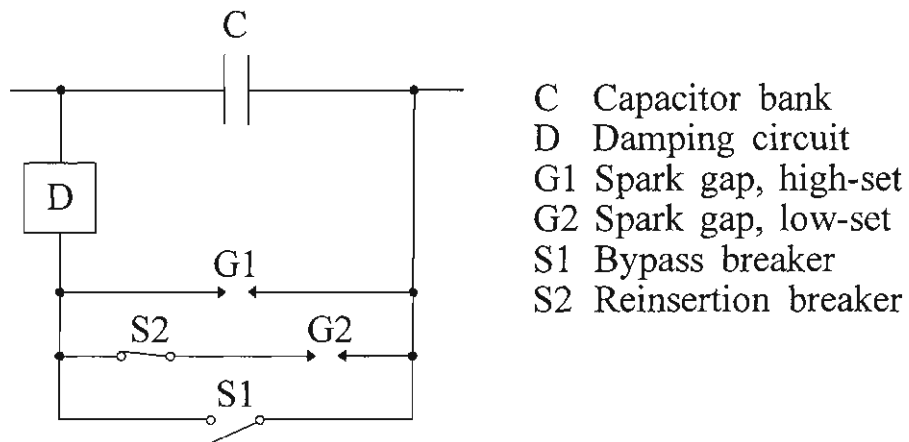 C
D
G1
S2
G2
S1
C Capacitor bank
D Damping circuit
G1 Spark gap, high-set
G2 Spark gap, low-set
S1 Bypass breaker
S2 Reinsertion breaker